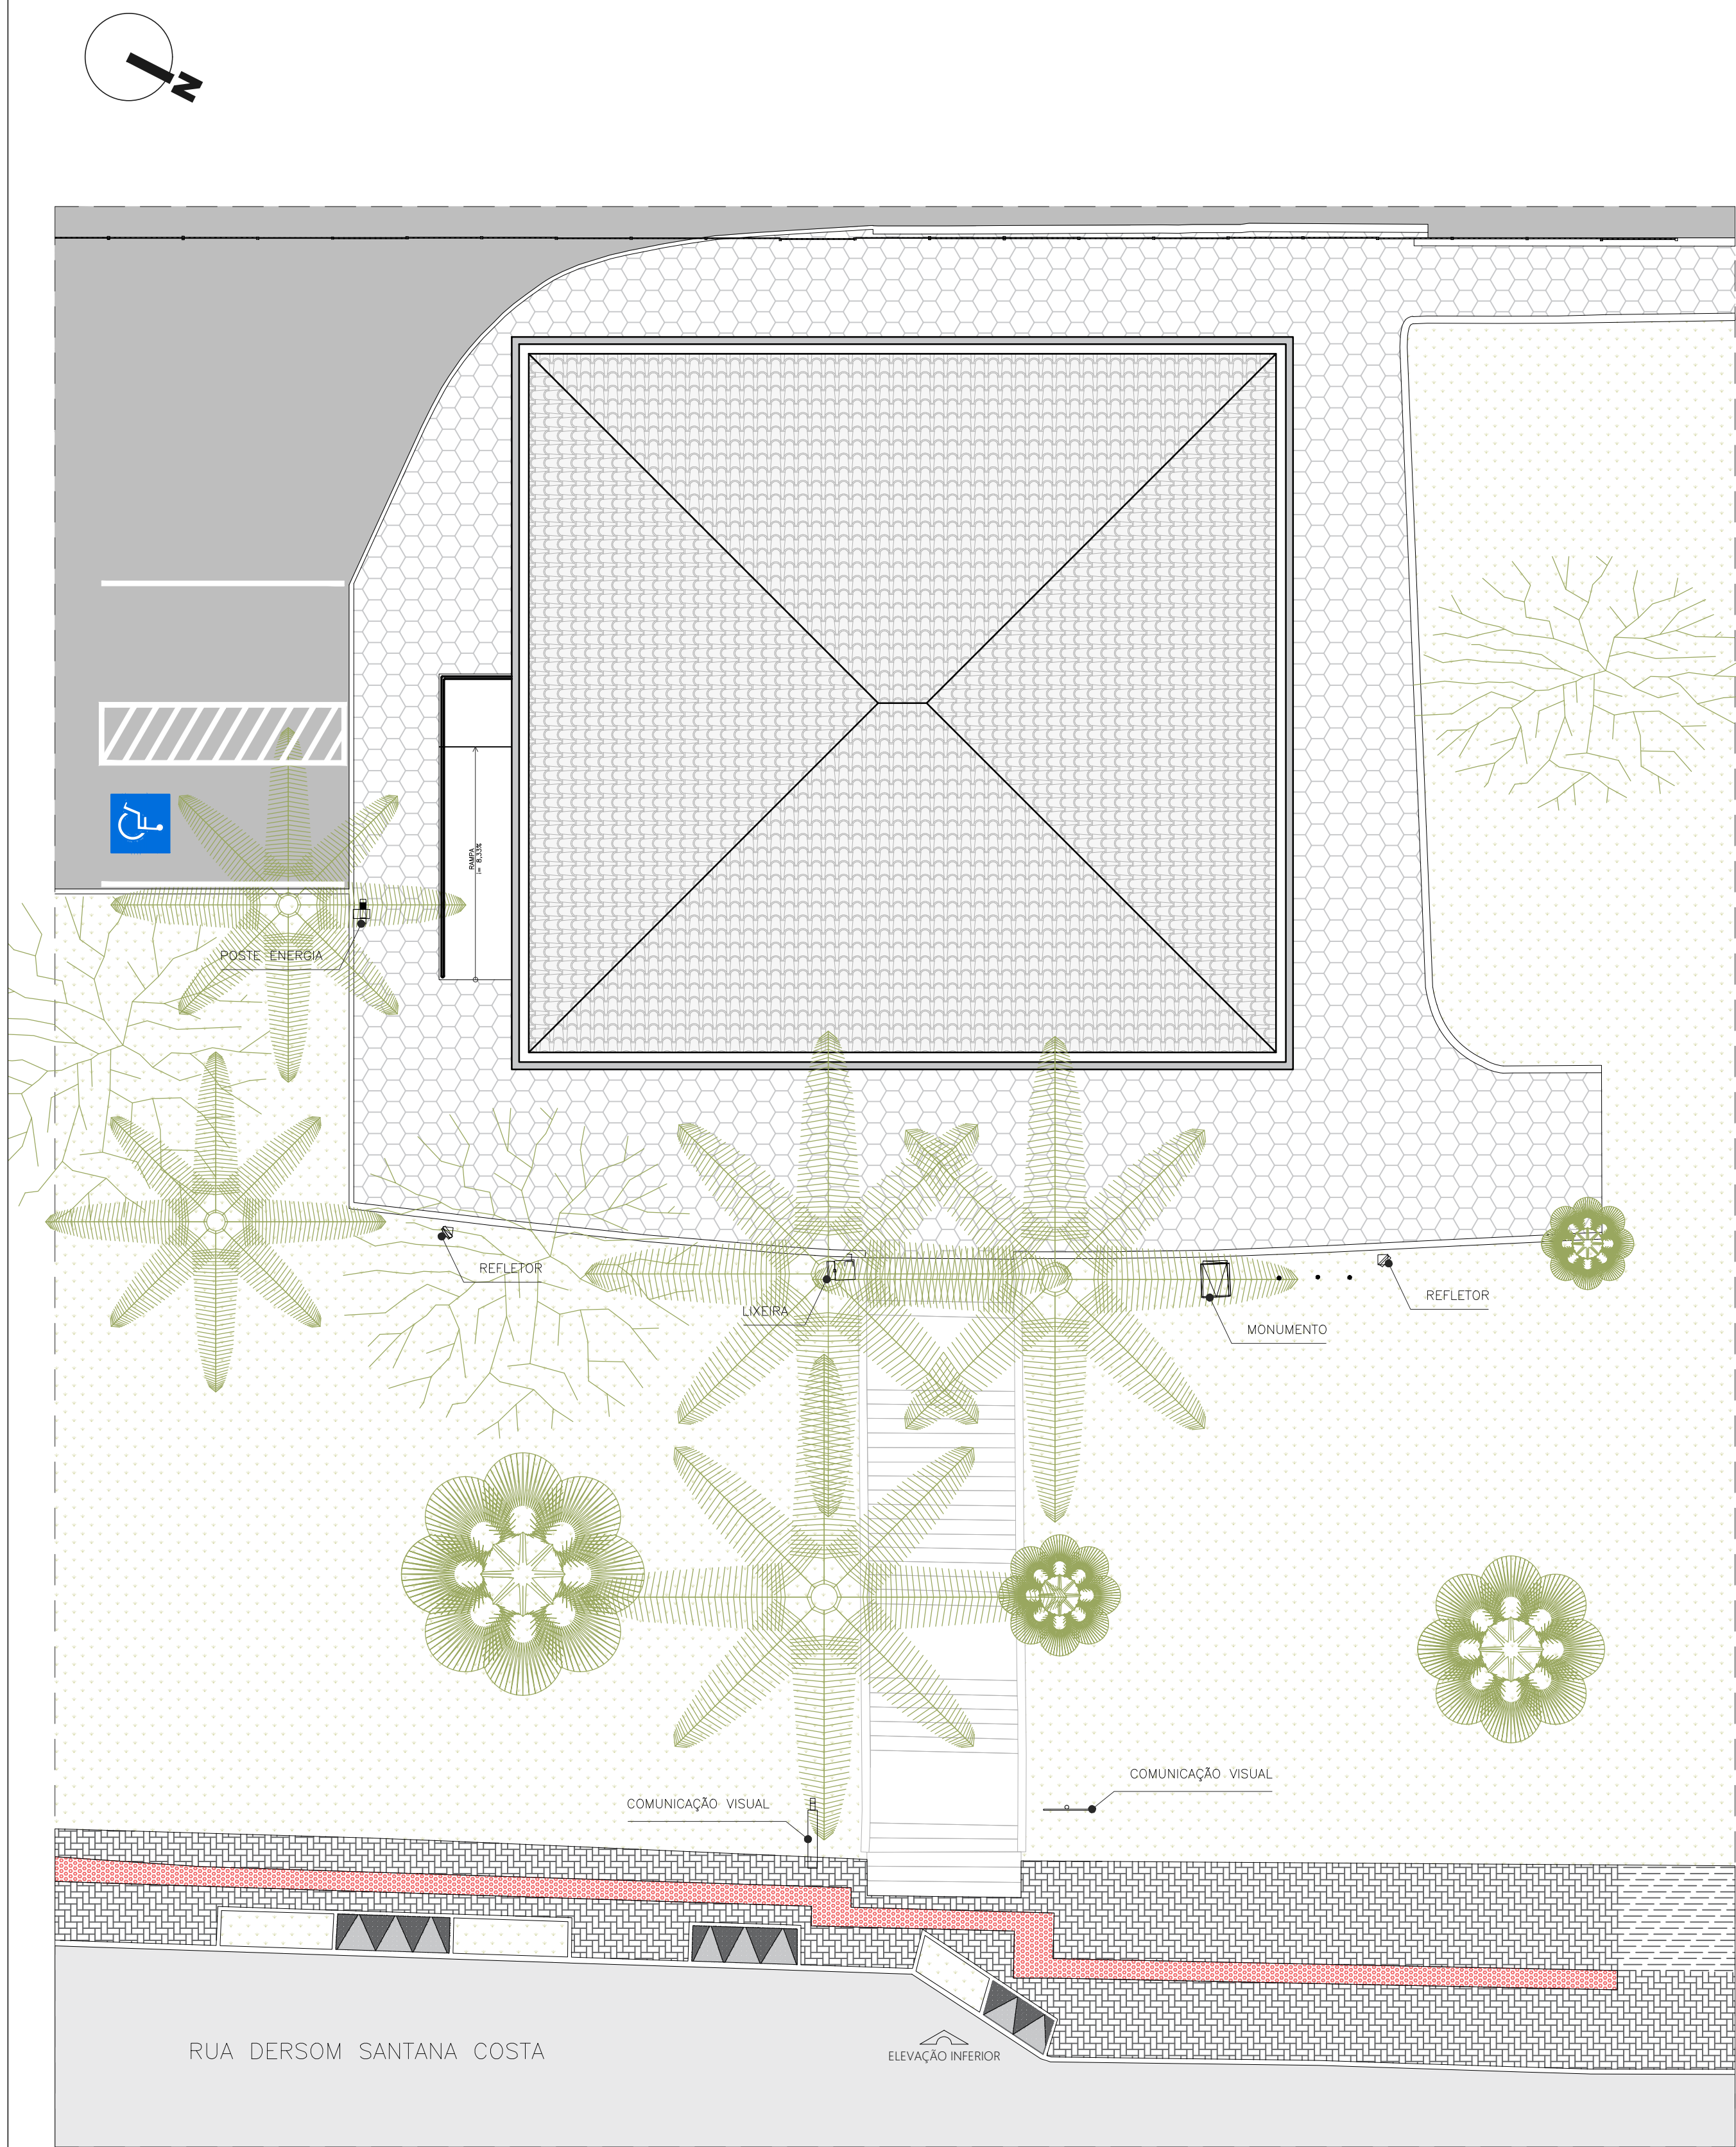 N
RAMPA
i= 8.33%
POSTE ENERGIA
REFLETOR
LIXEIRA
REFLETOR
MONUMENTO
COMUNICAÇÃO VISUAL
COMUNICAÇÃO VISUAL
RUA DERSOM SANTANA COSTA
ELEVAÇÃO INFERIOR